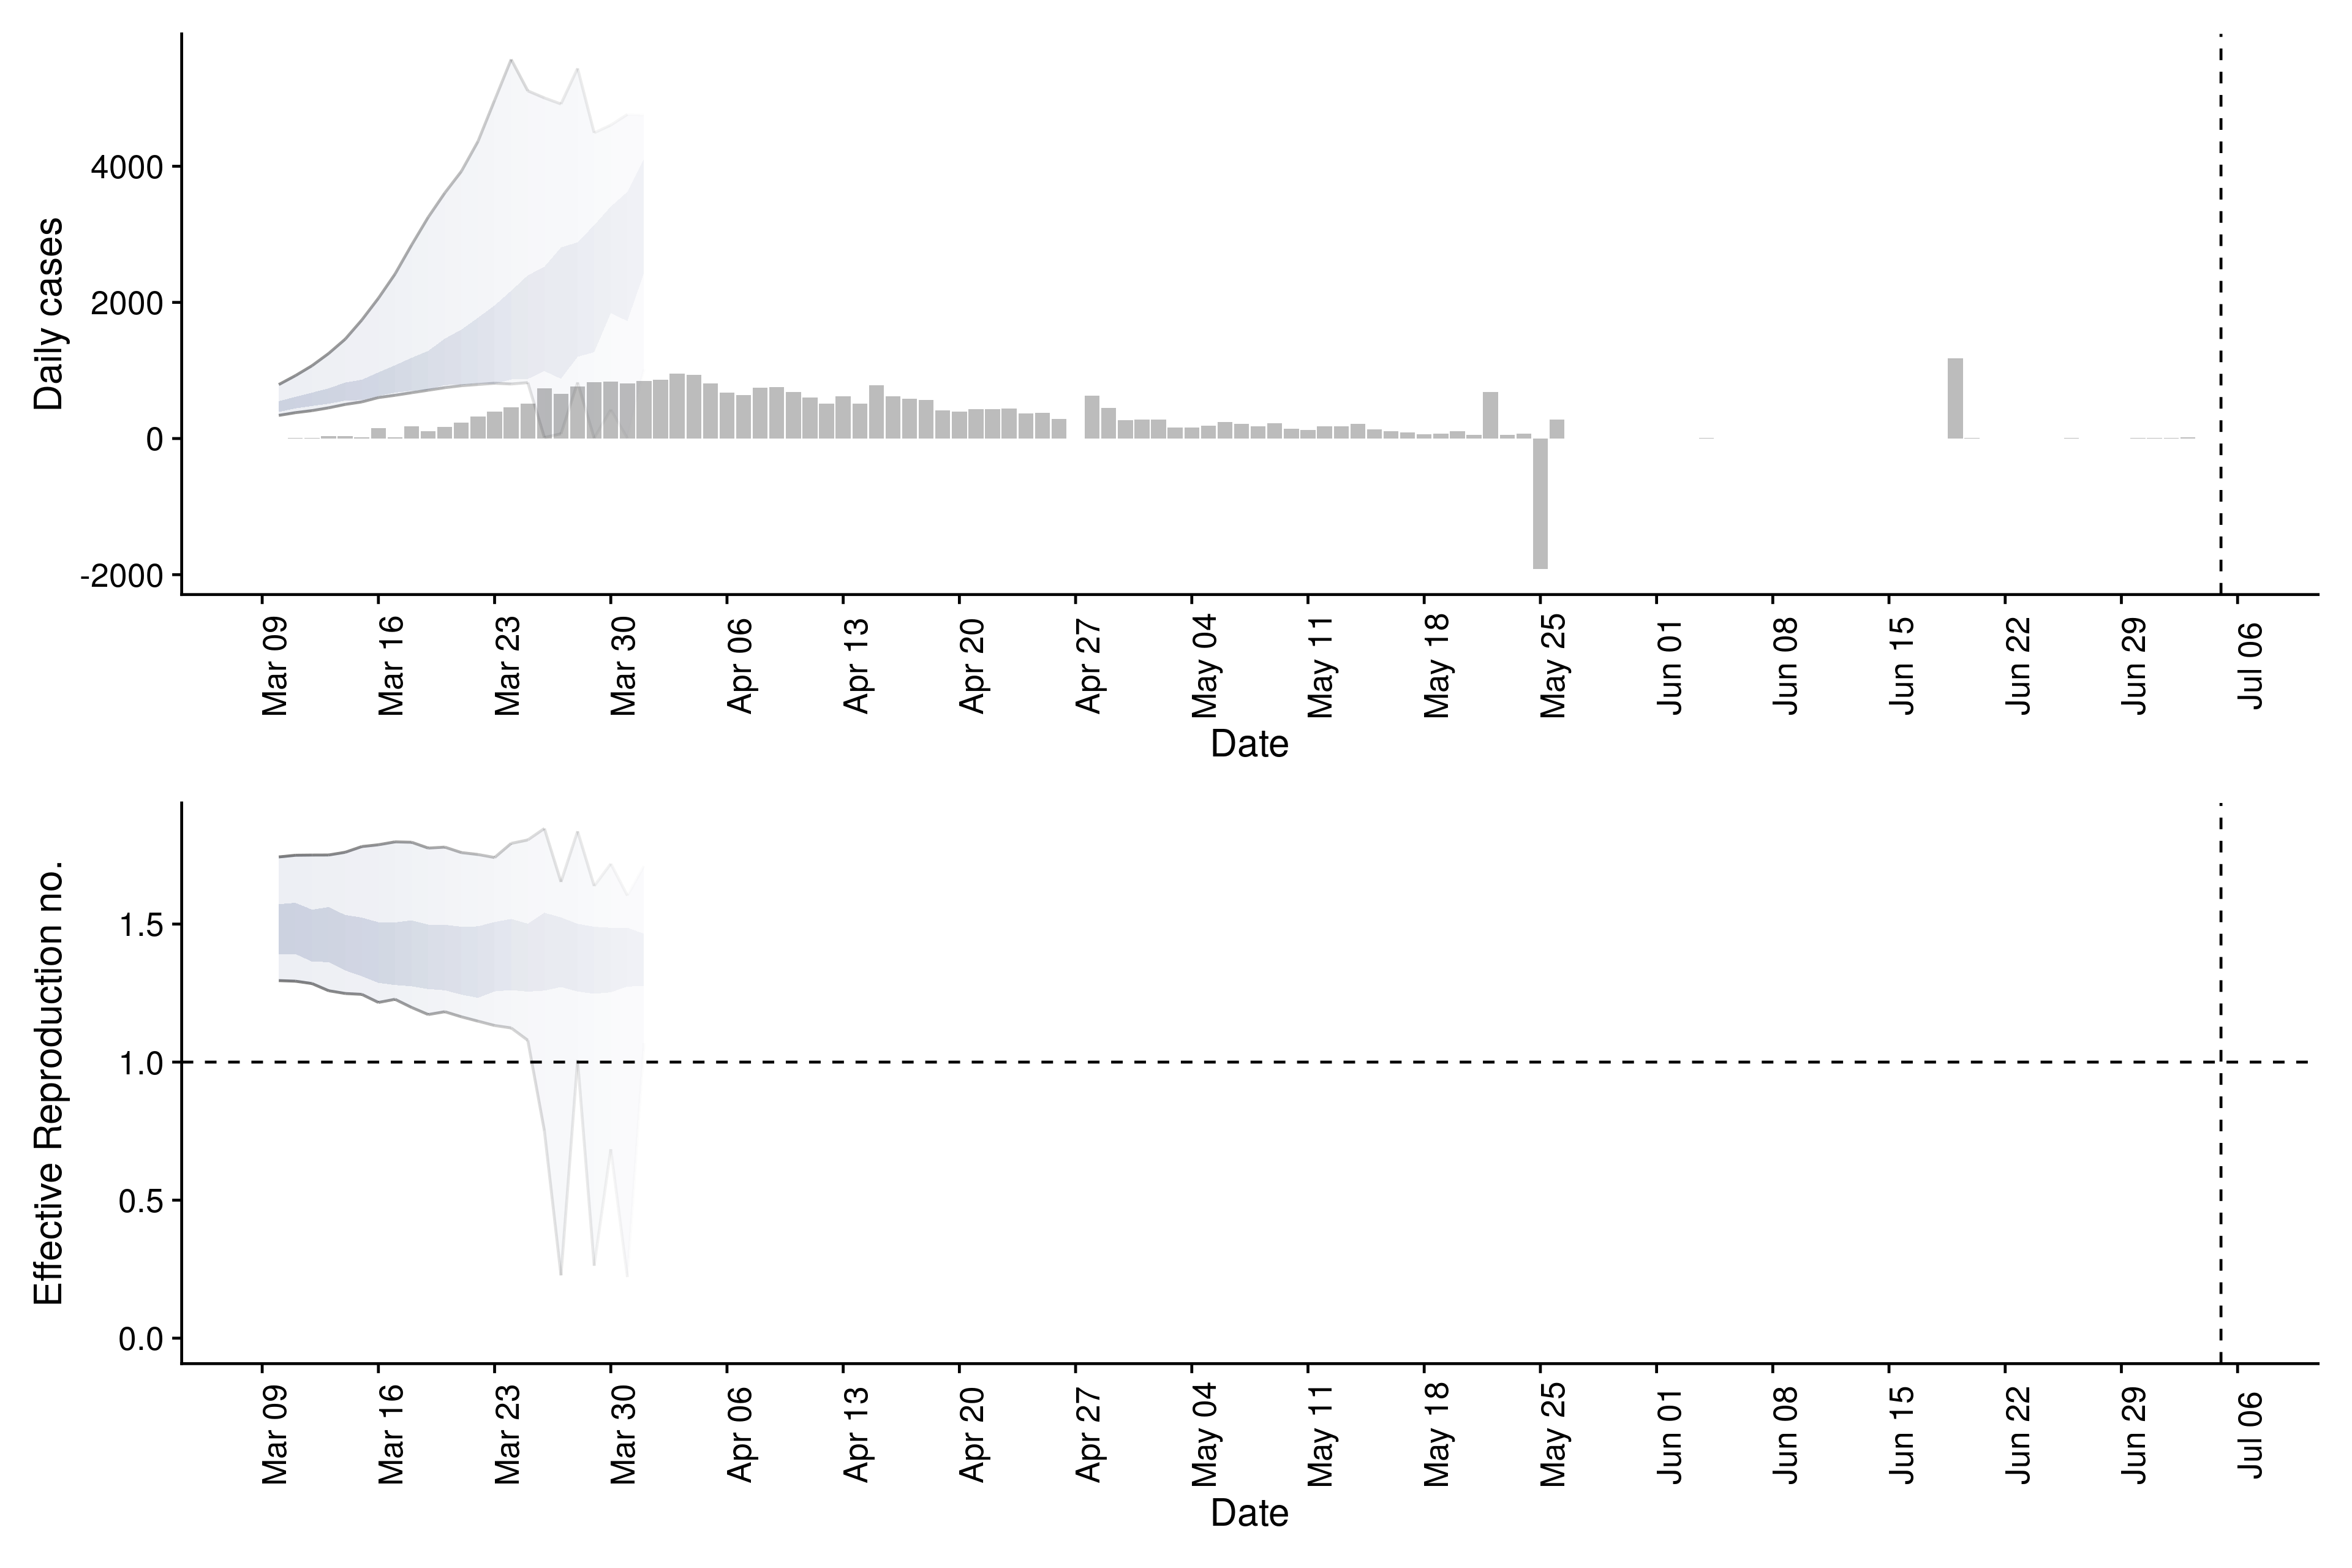 Daily cases
4000
2000
0
-2000
Mar 09
Mar 16
Mar 23
Mar 30
Apr 06
Apr 13
Apr 20
Apr 27
May 04
May 11
May 18
May 25
Jun 01
Jun 08
Jun 15
Jun 22
Jun 29
Jul 06
Date
Effective Reproduction no.
1.5
1.0
0.5
0.0
Mar 09
Mar 16
Mar 23
Mar 30
Apr 06
Apr 13
Apr 20
Apr 27
May 04
May 11
May 18
May 25
Jun 01
Jun 08
Jun 15
Jun 22
Jun 29
Jul 06
Date